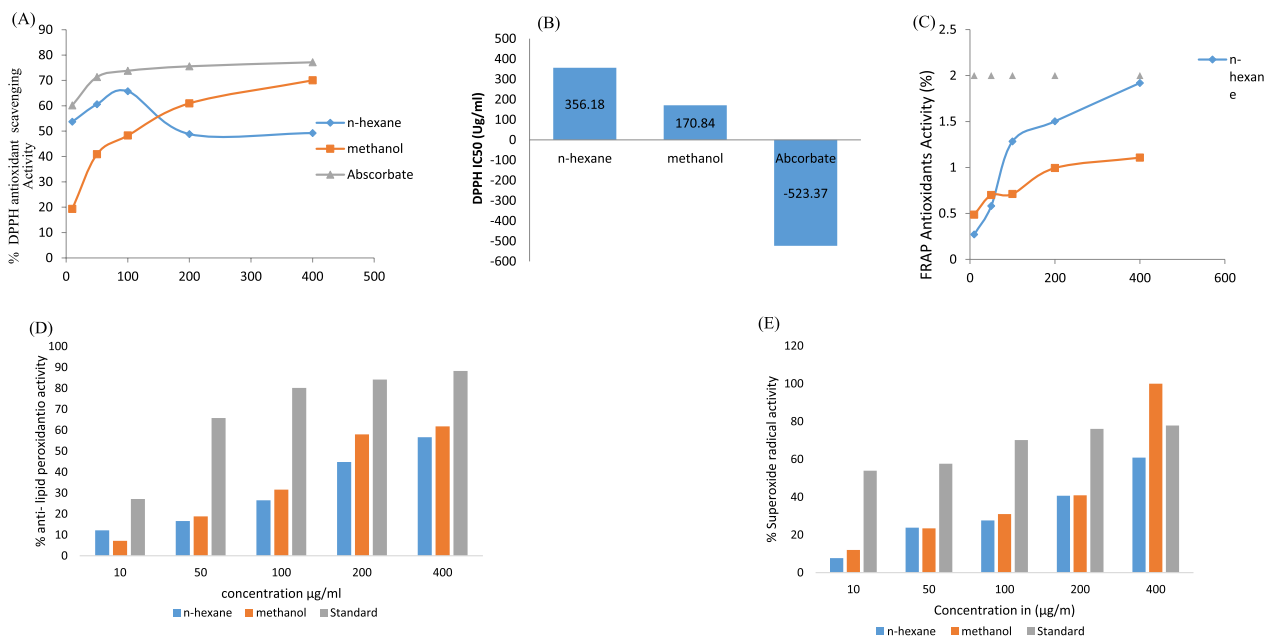 (A)
% DPPH antioxidant scavenging
Activity
90
80
70
60
50
40
30
20
10
0
0 100 200 300 400 500
n-hexane
methanol
Abscorbate
(B)
DPPH IC50 (Ug/ml)
500
400
300
200
100
0
-100
-200
-300
-400
-500
-600
356.18
170.84
-523.37
n-hexane methanol Abcorbate
(C)
FRAP Antioxidants Activity (%)
2.5
2
1.5
1
0.5
0
0 200 400 600
n-
hexan
e
(D)
% anti- lipid peroxidantio activity
100
90
80
70
60
50
40
30
20
10
0
10 50 100 200 400
concentration µg/ml
n-hexane methanol Standard
(E)
% Superoxide radical activity
120
100
80
60
40
20
0
10 50 100 200 400
Concentration in (µg/m)
n-hexane methanol Standard